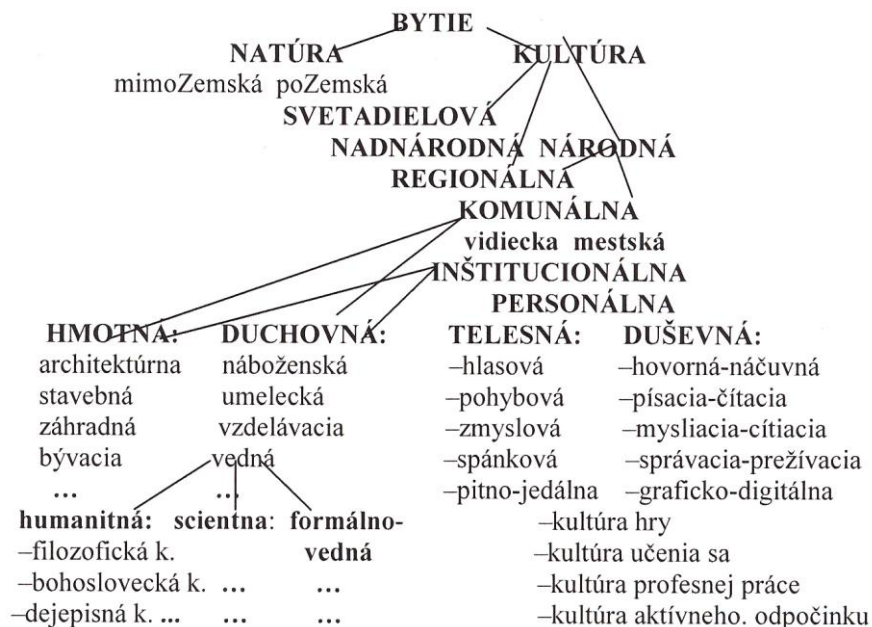 BYTIE
NATÚRA KULTÚRA
mimoZemská poZemská
SVETADIELOVÁ
NADNÁRODNÁ NÁRODNÁ
REGIONÁLNA
KOMUNÁLNA
vidiecka mestská
INŠTITUCIONÁLNA
PERSONÁLNA
HMOTNÁ: DUCHOVNÁ: TELESNÁ: DUŠEVNÁ:
architektúrna náboženská –hlasová –hovorná-náčuvná
stavebná umelecká –pohybová –písacia-čítacia
záhradná vzdelávacia –zmyslová –mysliacia-cítiacia
bývacia vedná –spánková –správacia-prežívacia
... ... –pitno-jedálna –graficko-digitálna
humanitná: scientna: formálno- –kultúra hry
–filozofická k. vedná –kultúra učenia sa
–bohoslovecká k. ... ... –kultúra profesnej práce
–dejepisná k. ... ... ... –kultúra aktívneho. odpočinku